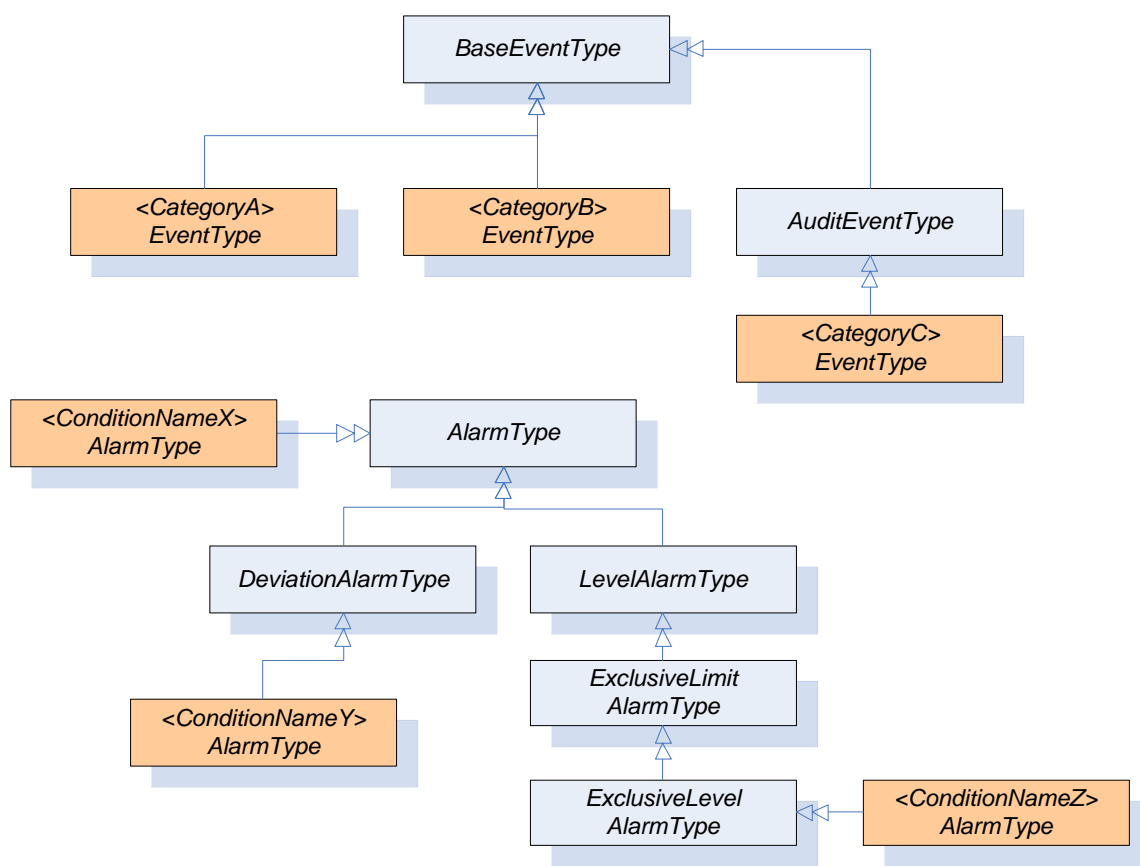 BaseEventType
<CategoryA>
EventType
<CategoryB>
EventType
AuditEventType
<CategoryC>
EventType
<ConditionNameX>
AlarmType
AlarmType
DeviationAlarmType
LevelAlarmType
ExclusiveLimit
AlarmType
<ConditionNameY>
AlarmType
ExclusiveLevel
AlarmType
<ConditionNameZ>
AlarmType